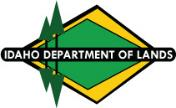 IDAHO DEPARTMENT OF LANDS